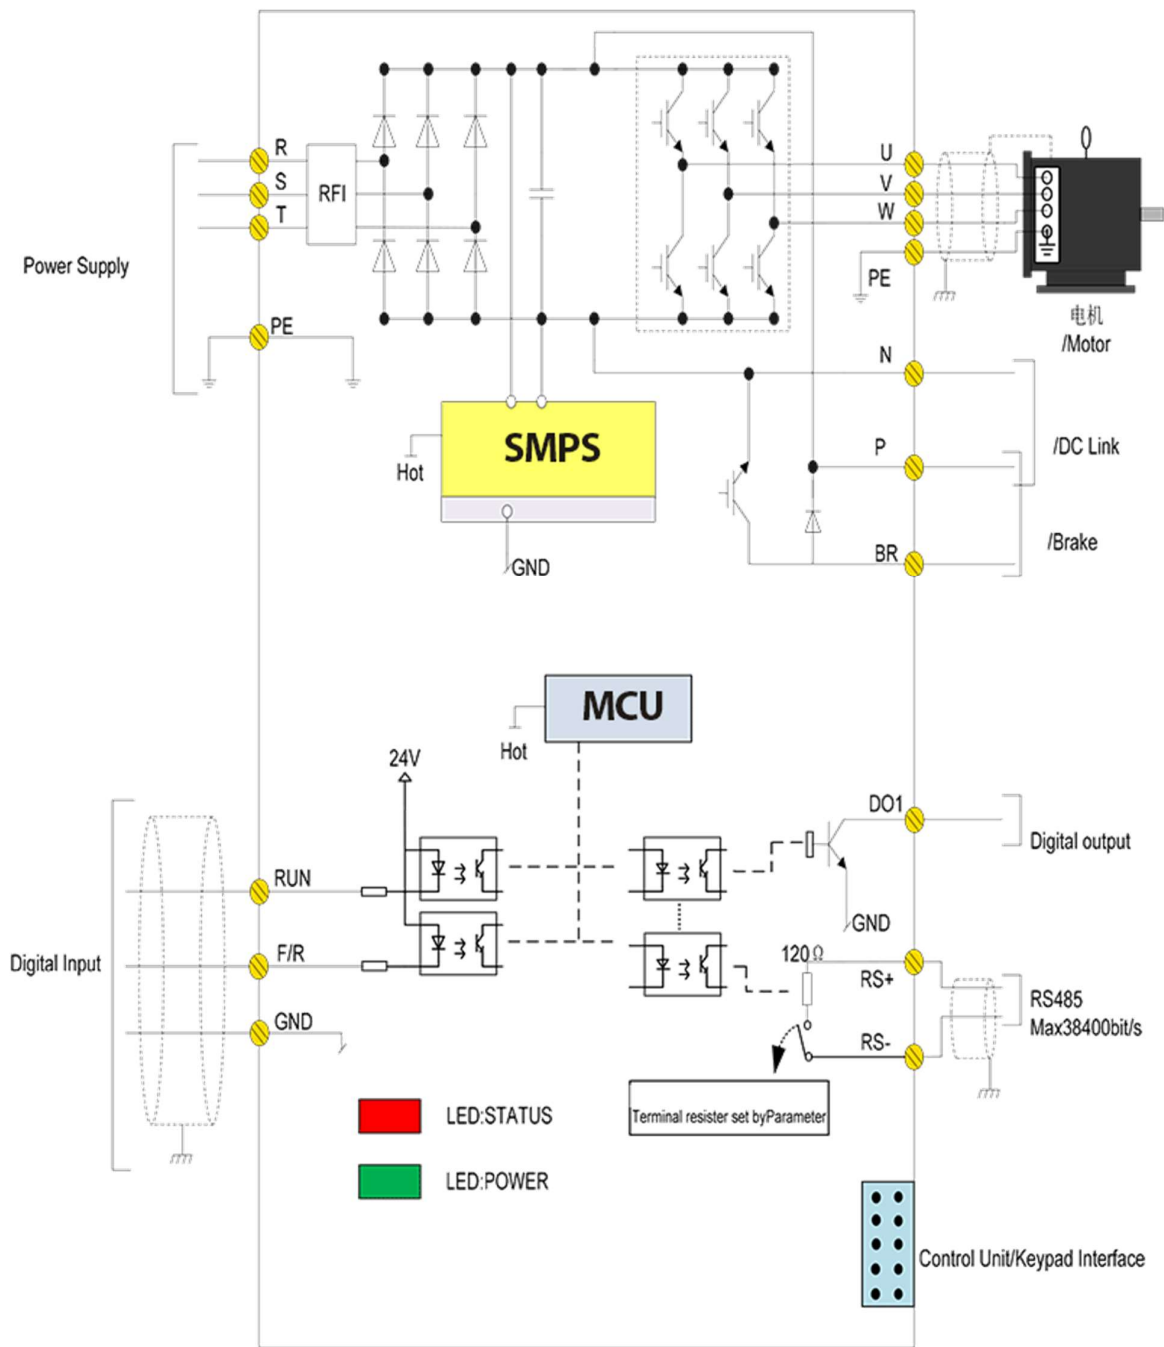 R
S
T
RFI
Power Supply
PE
U
V
W
PE
电机
/Motor
N
P
/DC Link
BR
/Brake
SMPS
Hot
GND
MCU
Hot
24V
DO1
Digital output
GND
RUN
F/R
Digital Input
GND
120Ω
RS+
RS-
RS485
Max38400bit/s
Terminal resister set byParameter
LED:STATUS
LED:POWER
Control Unit/Keypad Interface